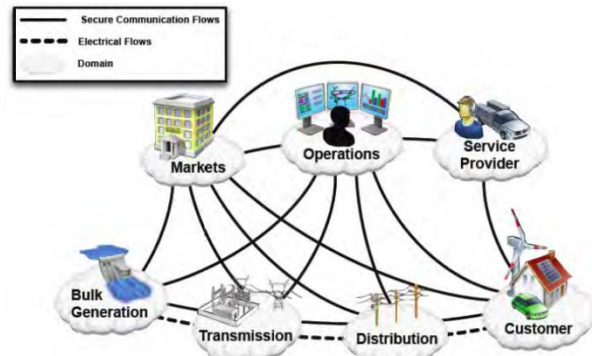 Secure Communication Flows
Electrical Flows
Domain
Markets
Operations
Service
Provider
Bulk
Generation
Transmission
Distribution
Customer